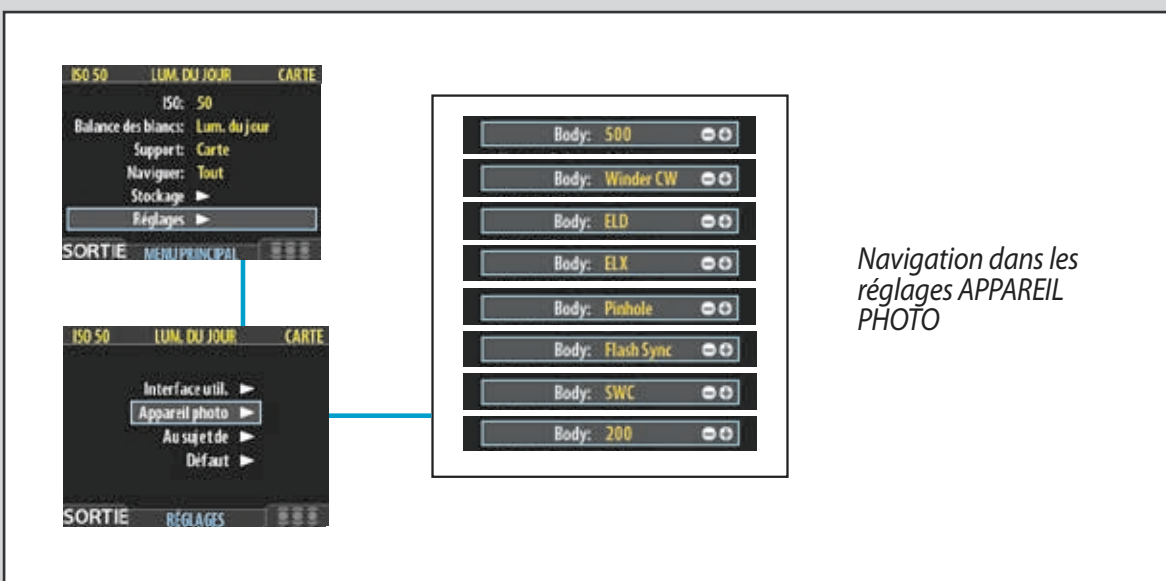 ISO 50 LUM. DU JOUR CARTE
ISO: 50
Balance des blancs: Lum. du jour
Support: Carte
Naviguer: Tout
Stockage
Réglages
SORTIE MENU PRINCIPAL
ISO 50 LUM. DU JOUR CARTE
Interface util.
Appareil photo
Au sujet de
Défaut
SORTIE RÉGLAGES
Body: 500
Body: Winder CW
Body: ELD
Body: ELX
Body: Pinhole
Body: Flash Sync
Body: SWC
Body: 200
Navigation dans les
réglages APPAREIL
PHOTO